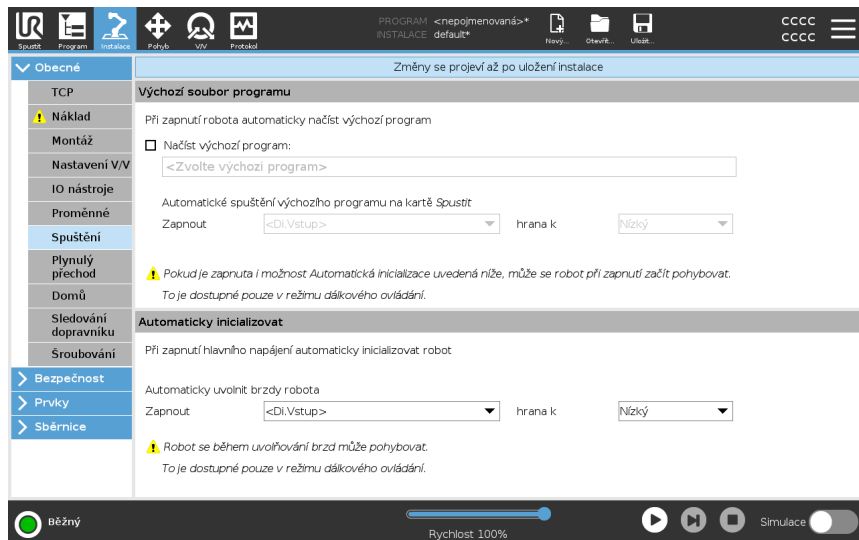 UR
PROGRAM <nepojmenovaná>*
INSTALACE default*
CCCC
CCCC
Spustit Program Instalace Pohyb V/V Protokol Nový... Otevřít... Uložit...
Obecné
Změny se projeví až po uložení instalace
TCP
Náklad
Montáž
Nastavení V/V
IO nástroje
Proměnné
Spuštění
Plynulý
přechod
Domů
Sledování
dopravníku
Šroubování
Bezpečnost
Prvky
Sběrnice
Výchozí soubor programu
Při zapnutí robota automaticky načíst výchozí program
Načíst výchozí program:
<Zvolte výchozi program>
Automatické spuštění výchozího programu na kartě Spustit
Zapnout <Di.Vstup> hrana k Nízký
Pokud je zapnuta i možnost Automatická inicializace uvedená níže, může se robot při zapnutí začít pohybovat.
To je dostupné pouze v režimu dálkového ovládání.
Automaticky inicializovat
Při zapnutí hlavního napájení automaticky inicializovat robot
Automaticky uvolnit brzdy robota
Zapnout <Di.Vstup> hrana k Nízký
Robot se během uvolňování brzd může pohybovat.
To je dostupné pouze v režimu dálkového ovládání.
Běžný
Rychlost 100%
Simulace